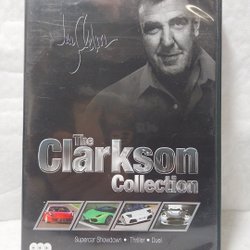 The
Clarkson
Collection
Supercar Showdown • Thriller • Duel